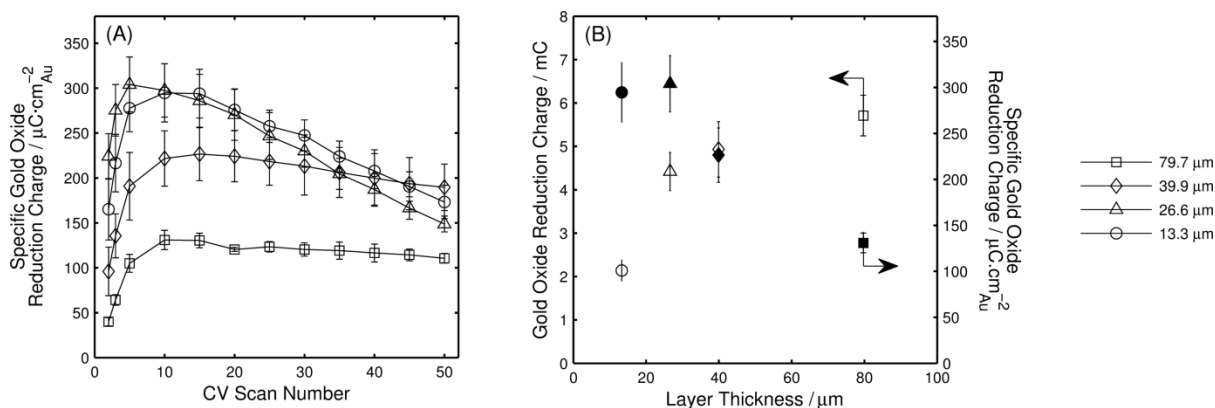 (A)
Specific Gold Oxide
Reduction Charge / μC·cm⁻²Au
350
300
250
200
150
100
50
0
0 10 20 30 40 50
CV Scan Number
(B)
Gold Oxide Reduction Charge / mC
8
7
6
5
4
3
2
1
0
0 20 40 60 80 100
Layer Thickness / μm
350
300
250
200
150
100
50
0
Specific Gold Oxide
Reduction Charge / μC.cm⁻²Au
79.7 μm
39.9 μm
26.6 μm
13.3 μm